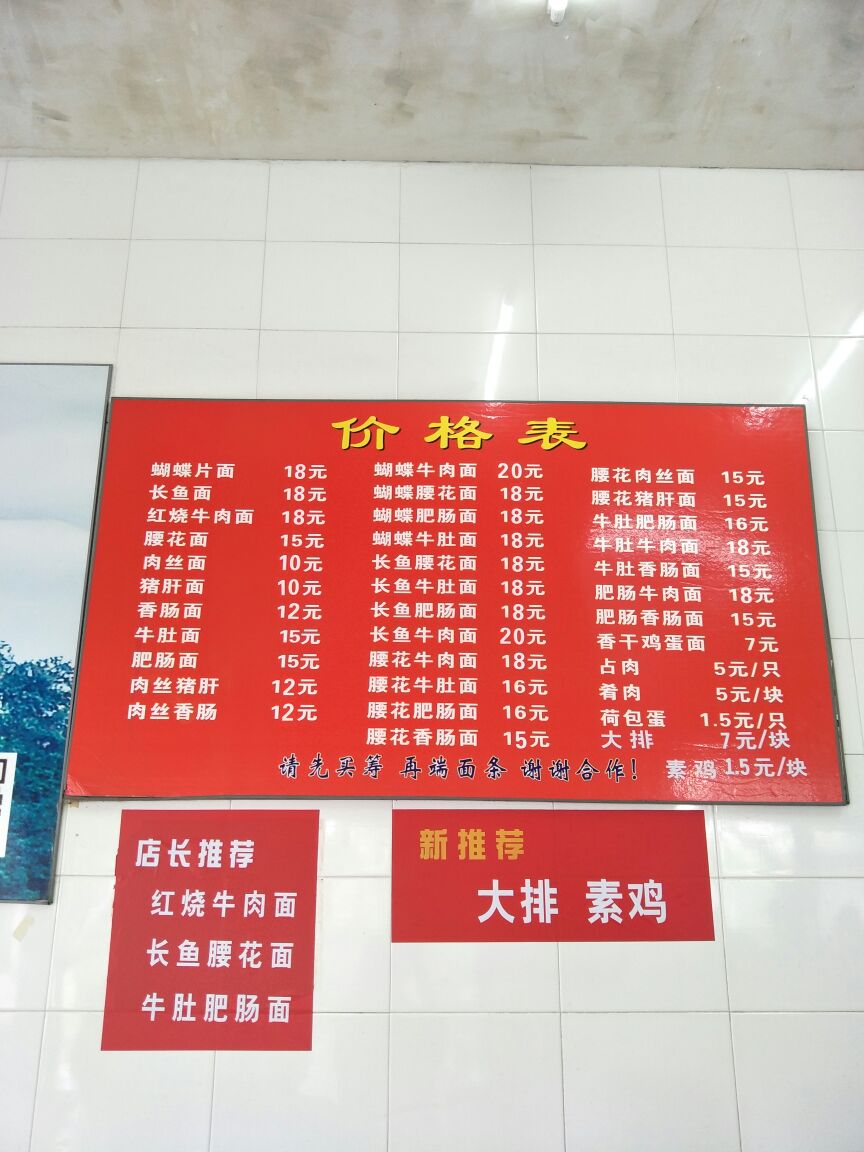 价格表
蝴蝶片面 18元
长鱼面 18元
红烧牛肉面 18元
腰花面 15元
肉丝面 10元
猪肝面 10元
香肠面 12元
牛肚面 15元
肥肠面 15元
肉丝猪肝 12元
肉丝香肠 12元
蝴蝶牛肉面 20元
蝴蝶腰花面 18元
蝴蝶肥肠面 18元
蝴蝶牛肚面 18元
长鱼腰花面 18元
长鱼牛肚面 18元
长鱼肥肠面 18元
长鱼牛肉面 20元
腰花牛肉面 18元
腰花牛肚面 16元
腰花肥肠面 16元
腰花香肠面 15元
腰花肉丝面 15元
腰花猪肝面 15元
牛肚肥肠面 16元
牛肚牛肉面 18元
牛肚香肠面 15元
肥肠牛肉面 18元
肥肠香肠面 15元
香干鸡蛋面 7元
占肉 5元/只
肴肉 5元/块
荷包蛋 1.5元/只
大排 7元/块
素鸡 1.5元/块
请先买筹 再端面条 谢谢合作!
店长推荐
红烧牛肉面
长鱼腰花面
牛肚肥肠面
新推荐
大排 素鸡